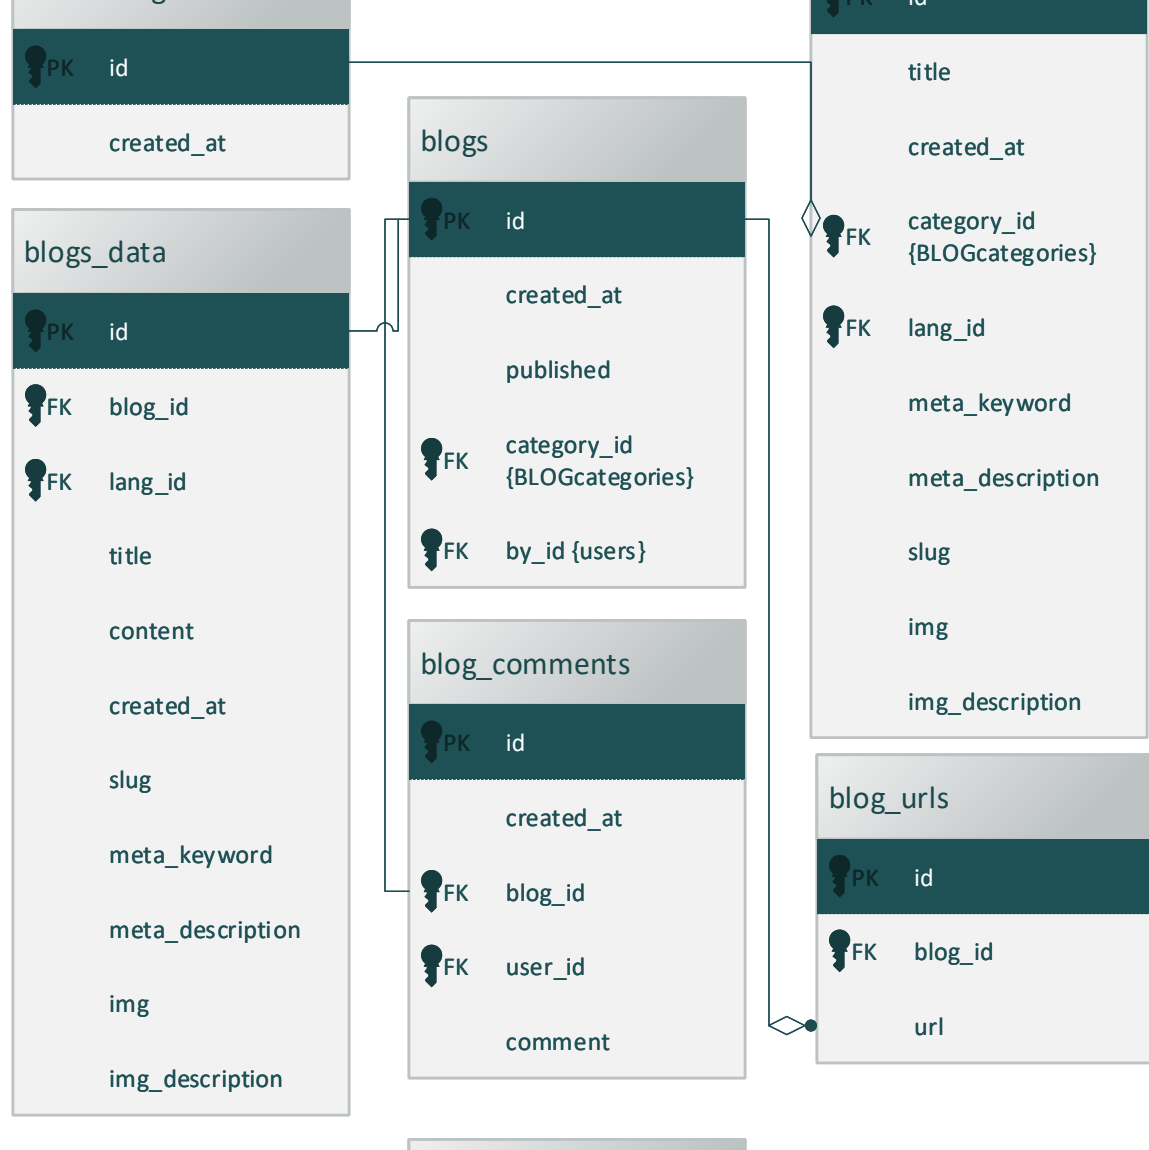 PK id
created_at
blogs_data
PK id
FK blog_id
FK lang_id
title
content
created_at
slug
meta_keyword
meta_description
img
img_description
blogs
PK id
created_at
published
FK category_id
{BLOGcategories}
FK by_id {users}
blog_comments
PK id
created_at
FK blog_id
FK user_id
comment
PK id
title
created_at
FK category_id
{BLOGcategories}
FK lang_id
meta_keyword
meta_description
slug
img
img_description
blog_urls
PK id
FK blog_id
url